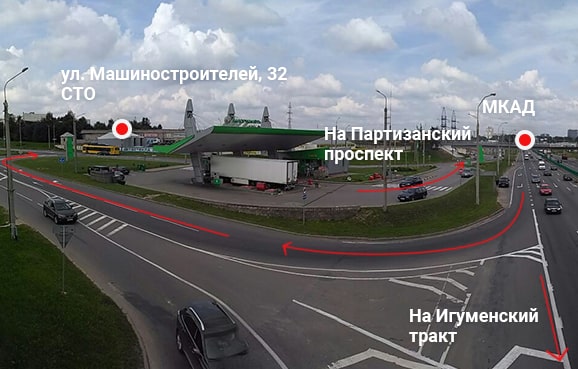 ул. Машиностроителей, 32
СТО
МКАД
На Партизанский
проспект
На Игуменский
тракт